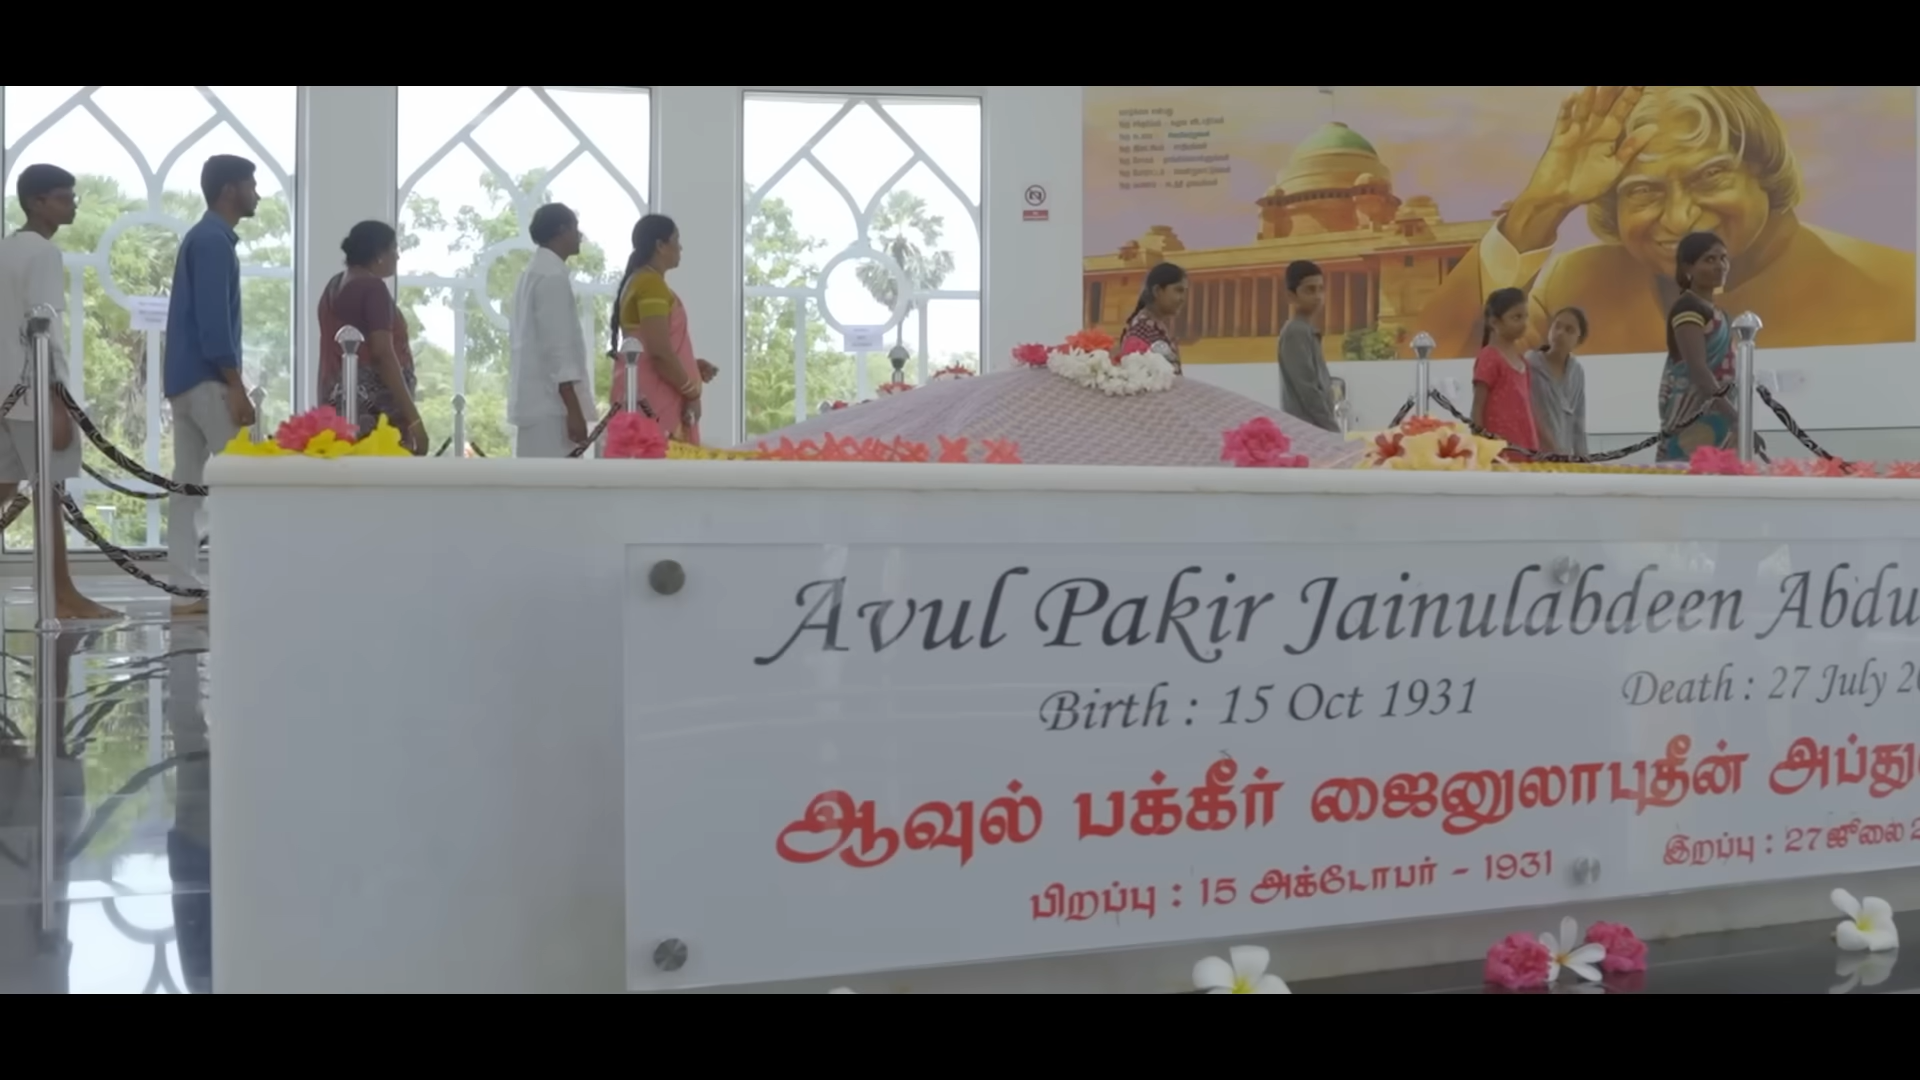 Avul Pakir Jainulabdeen Abdu
Birth : 15 Oct 1931 Death : 27 July 20
ஆவுல் பக்கீர் ஜைனுலாபுதீன் அப்து
பிறப்பு : 15 அக்டோபர் - 1931 இறப்பு : 27 ஜூலை 2